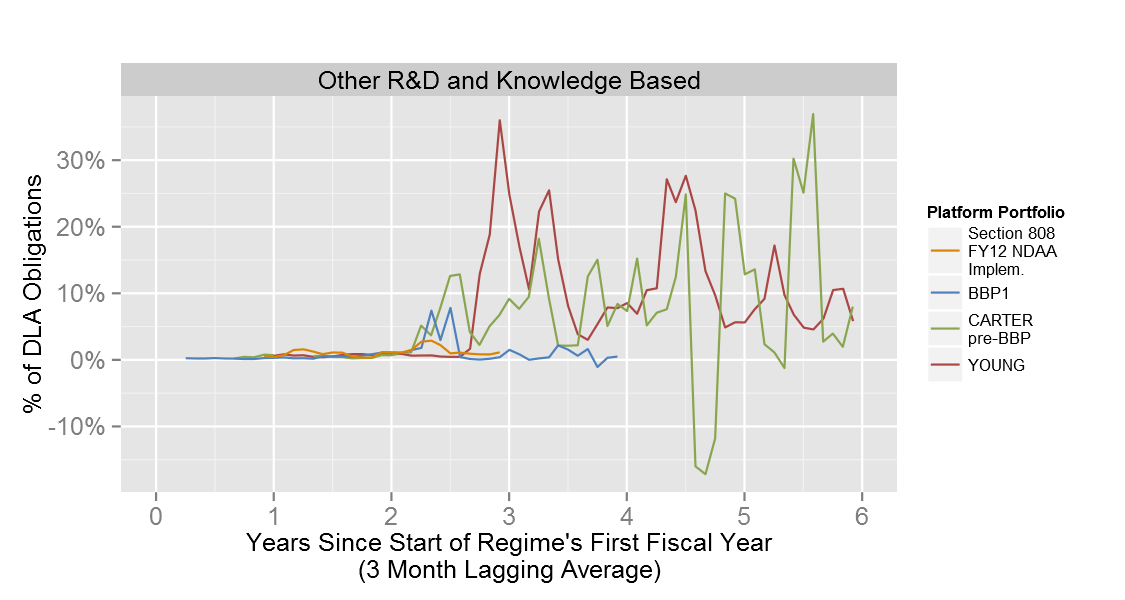 Other R&D and Knowledge Based
% of DLA Obligations
30%
20%
10%
0%
-10%
0 1 2 3 4 5 6
Years Since Start of Regime's First Fiscal Year
(3 Month Lagging Average)
Platform Portfolio
Section 808
FY12 NDAA
Implem.
BBP1
CARTER
pre-BBP
YOUNG